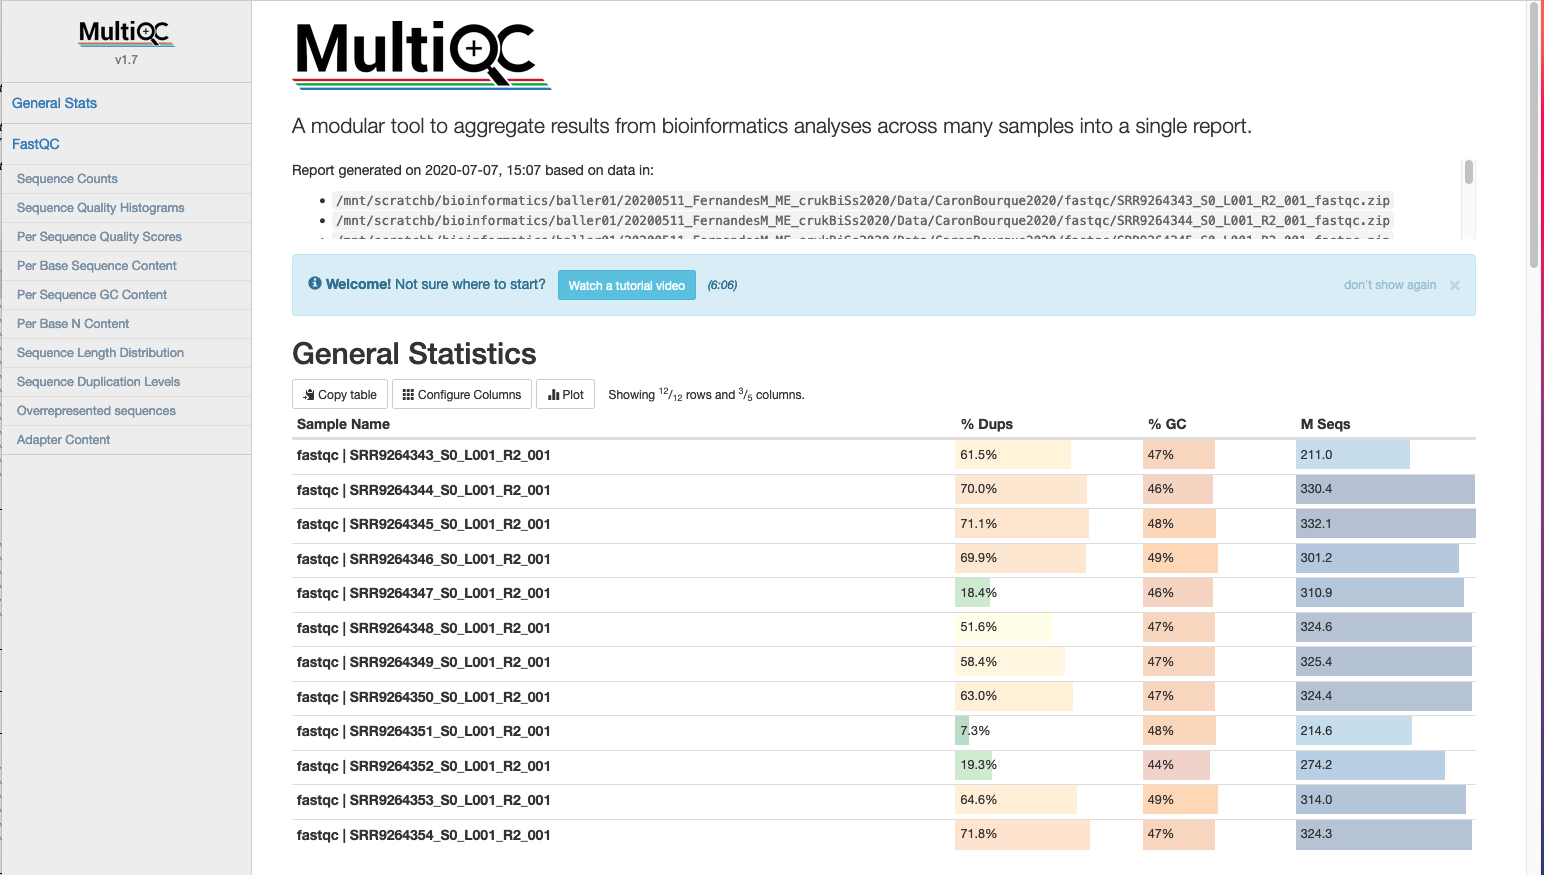 MultiQC
v1.7
General Stats
FastQC
Sequence Counts
Sequence Quality Histograms
Per Sequence Quality Scores
Per Base Sequence Content
Per Sequence GC Content
Per Base N Content
Sequence Length Distribution
Sequence Duplication Levels
Overrepresented sequences
Adapter Content
MultiQC
A modular tool to aggregate results from bioinformatics analyses across many samples into a single report.
Report generated on 2020-07-07, 15:07 based on data in:
• /mnt/scratchb/bioinformatics/baller01/20200511_FernandesM_ME_crukBiSs2020/Data/CaronBourque2020/fastqc/SRR9264343_S0_L001_R2_001_fastqc.zip
• /mnt/scratchb/bioinformatics/baller01/20200511_FernandesM_ME_crukBiSs2020/Data/CaronBourque2020/fastqc/SRR9264344_S0_L001_R2_001_fastqc.zip
• /mnt/scratchb/bioinformatics/baller01/20200511_FernandesM_ME_crukBiSs2020/Data/CaronBourque2020/fastqc/SRR9264345_S0_L001_R2_001_fastqc.zip
Welcome! Not sure where to start? Watch a tutorial video (6:06) don't show again ×
General Statistics
Copy table Configure Columns Plot Showing 12/12 rows and 3/5 columns.
Sample Name % Dups % GC M Seqs
fastqc | SRR9264343_S0_L001_R2_001 61.5% 47% 211.0
fastqc | SRR9264344_S0_L001_R2_001 70.0% 46% 330.4
fastqc | SRR9264345_S0_L001_R2_001 71.1% 48% 332.1
fastqc | SRR9264346_S0_L001_R2_001 69.9% 49% 301.2
fastqc | SRR9264347_S0_L001_R2_001 18.4% 46% 310.9
fastqc | SRR9264348_S0_L001_R2_001 51.6% 47% 324.6
fastqc | SRR9264349_S0_L001_R2_001 58.4% 47% 325.4
fastqc | SRR9264350_S0_L001_R2_001 63.0% 47% 324.4
fastqc | SRR9264351_S0_L001_R2_001 7.3% 48% 214.6
fastqc | SRR9264352_S0_L001_R2_001 19.3% 44% 274.2
fastqc | SRR9264353_S0_L001_R2_001 64.6% 49% 314.0
fastqc | SRR9264354_S0_L001_R2_001 71.8% 47% 324.3